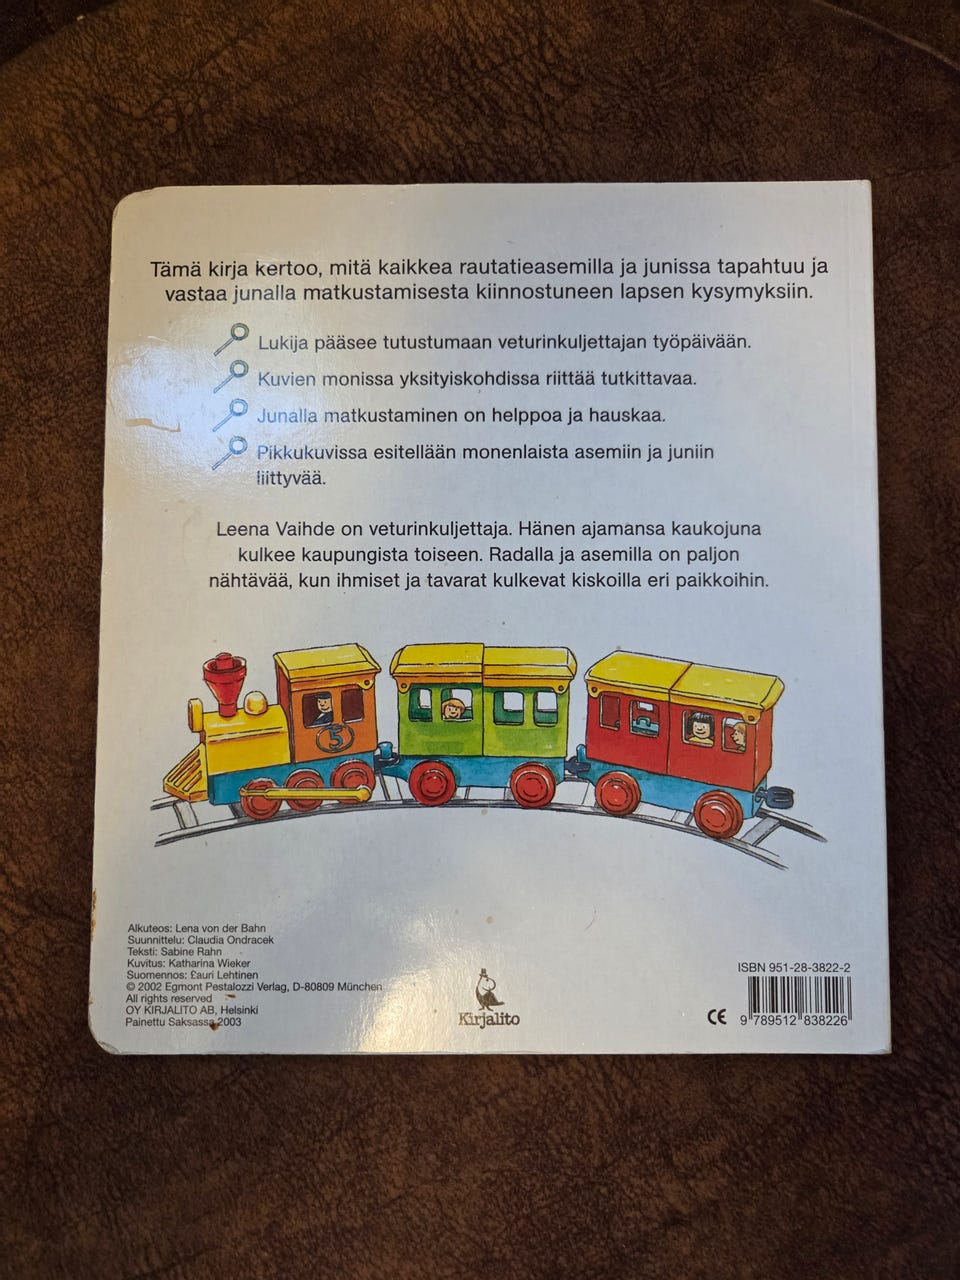 Tämä kirja kertoo, mitä kaikkea rautatieasemilla ja junissa tapahtuu ja
vastaa junalla matkustamisesta kiinnostuneen lapsen kysymyksiin.
Lukija pääsee tutustumaan veturinkuljettajan työpäivään.
Kuvien monissa yksityiskohdissa riittää tutkittavaa.
Junalla matkustaminen on helppoa ja hauskaa.
Pikkukuvissa esitellään monenlaista asemiin ja juniin
liittyvää.
Leena Vaihde on veturinkuljettaja. Hänen ajamansa kaukojuna
kulkee kaupungista toiseen. Radalla ja asemilla on paljon
nähtävää, kun ihmiset ja tavarat kulkevat kiskoilla eri paikkoihin.
5
Alkuteos: Lena von der Bahn
Suunnittelu: Claudia Ondracek
Teksti: Sabine Rahn
Kuvitus: Katharina Wieker
Suomennos: Lauri Lehtinen
© 2002 Egmont Pestalozzi Verlag, D-80809 München
All rights reserved
OY KIRJALITO AB, Helsinki
Painettu Saksassa 2003
Kirjalito
ISBN 951-28-3822-2
CE
9 789512 838226